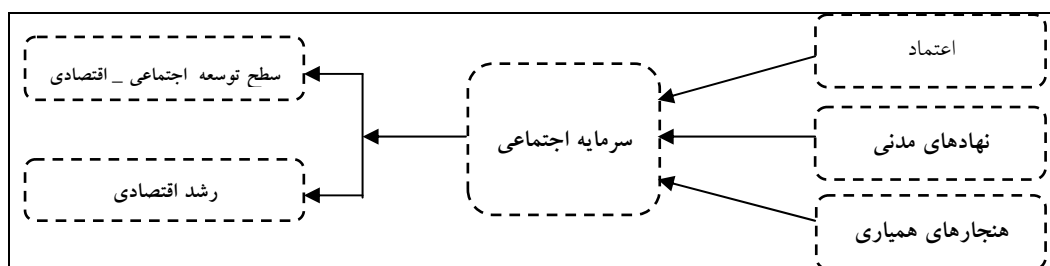 اعتماد
نهادهای مدنی
هنجارهای همیاری
سرمایه اجتماعی
سطح توسعه اجتماعی _ اقتصادی
رشد اقتصادی